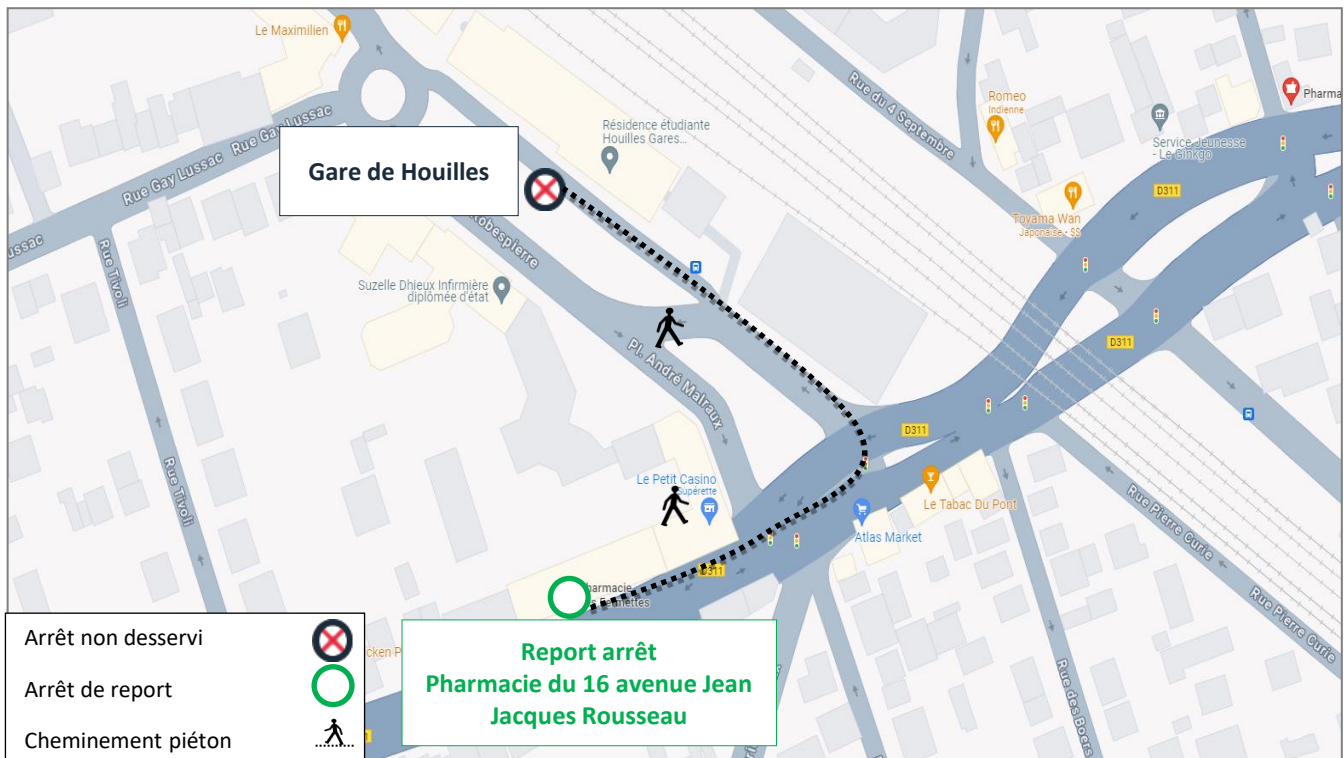 Le Maximilien
Rue du 4 Septembre
Romeo
Indienne
Pharma
Rue Gay Lussac
Rue Gay Lussac
Résidence étudiante
Houilles Gares...
Service Jeunesse
- Le Ginkgo
Gare de Houilles
D311
Toyama Wan
Japonaise - $$
Lussac
Rue Tivoli
Robespierre
Suzelle Dhieux Infirmière
diplômée d'état
Pl. André Malraux
D311
D311
Rue Tivoli
Le Petit Casino
Supérette
Le Tabac Du Pont
Atlas Market
Rue Pierre Curie
D311
harmacie
Rue Pierre Curie
Rue des Boers
Arrêt non desservi
Arrêt de report
Cheminement piéton
cken P
Report arrêt
Pharmacie du 16 avenue Jean
Jacques Rousseau